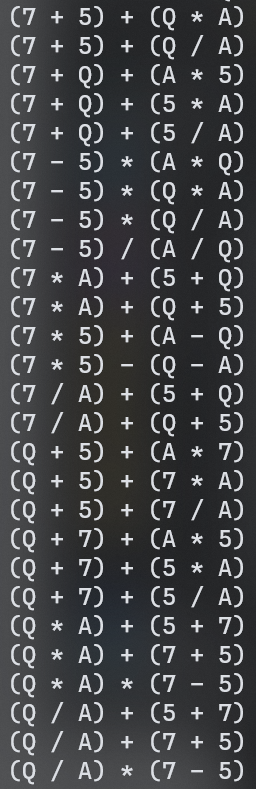 (7 + 5) + (Q * A)
(7 + 5) + (Q / A)
(7 + Q) + (A * 5)
(7 + Q) + (5 * A)
(7 + Q) + (5 / A)
(7 - 5) * (A * Q)
(7 - 5) * (Q * A)
(7 - 5) * (Q / A)
(7 - 5) / (A / Q)
(7 * A) + (5 + Q)
(7 * A) + (Q + 5)
(7 * 5) + (A - Q)
(7 * 5) - (Q - A)
(7 / A) + (5 + Q)
(7 / A) + (Q + 5)
(Q + 5) + (A * 7)
(Q + 5) + (7 * A)
(Q + 5) + (7 / A)
(Q + 7) + (A * 5)
(Q + 7) + (5 * A)
(Q + 7) + (5 / A)
(Q * A) + (5 + 7)
(Q * A) + (7 + 5)
(Q * A) * (7 - 5)
(Q / A) + (5 + 7)
(Q / A) + (7 + 5)
(Q / A) * (7 - 5)